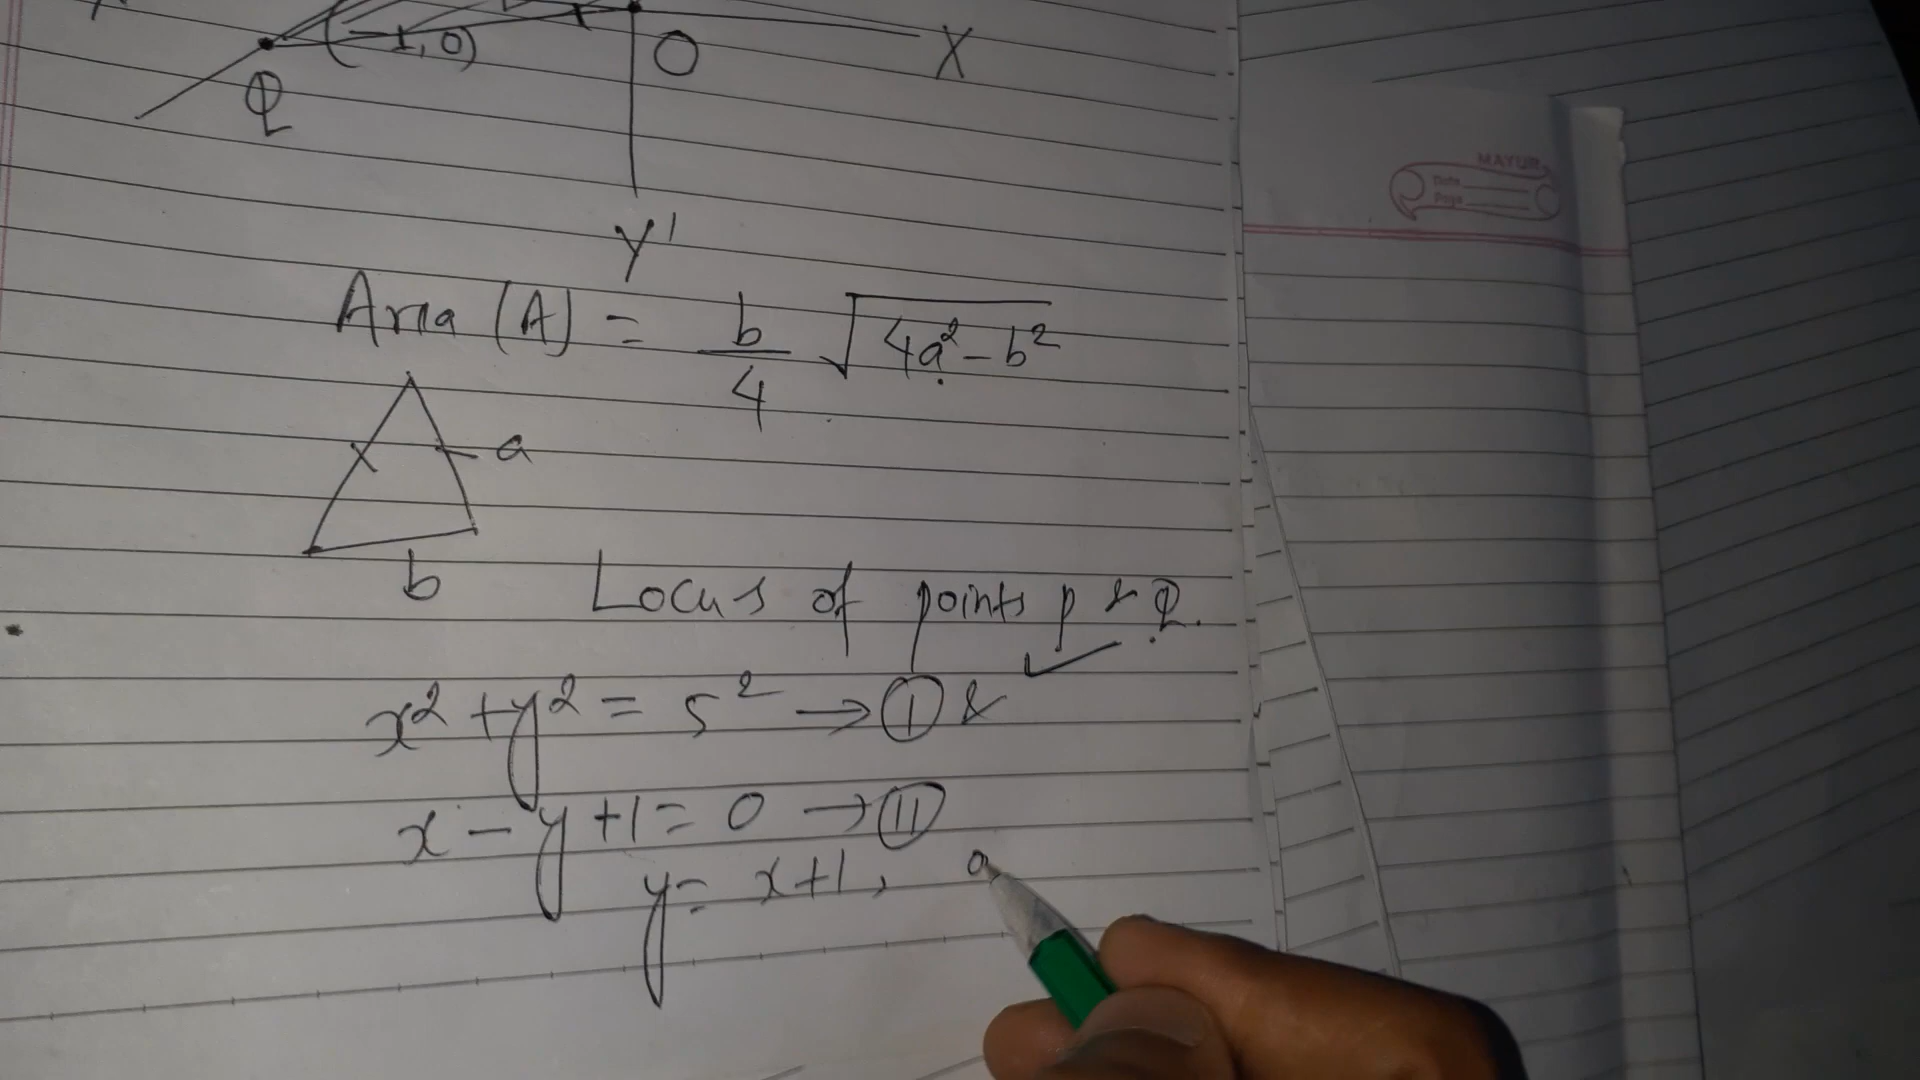 (-1,0) O X
Q
Y'
Area (A) = b/4 √(4a² - b²)
a
b
Locus of points p & Q.
x² + y² = 5² → (I) &
x - y + 1 = 0 → (II)
y = x+1,
MAYUR
Date
Page